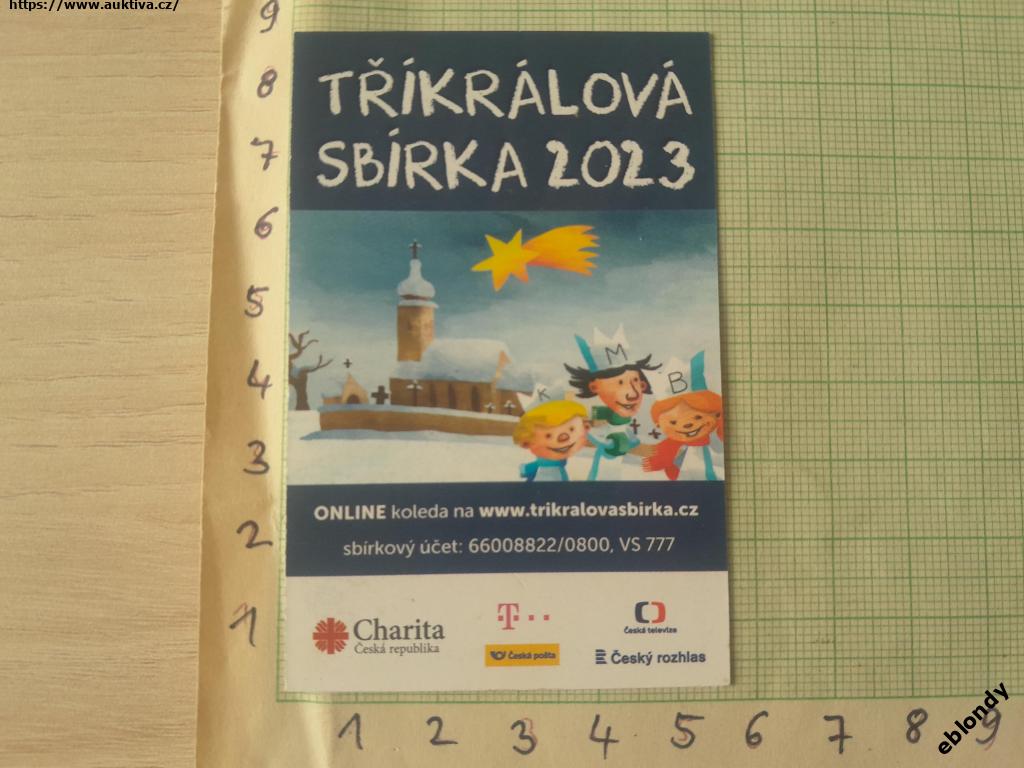 https://www.auktiva.cz/
9
8
7
6
5
4
3
2
1
TŘÍKRÁLOVÁ
SBÍRKA 2023
K M B
ONLINE koleda na www.trikralovasbirka.cz
sbírkový účet: 66008822/0800, VS 777
Charita
Česká republika
T
Česká pošta
Česká televize
Český rozhlas
1 2 3 4 5 6 7 8 9
eblondy